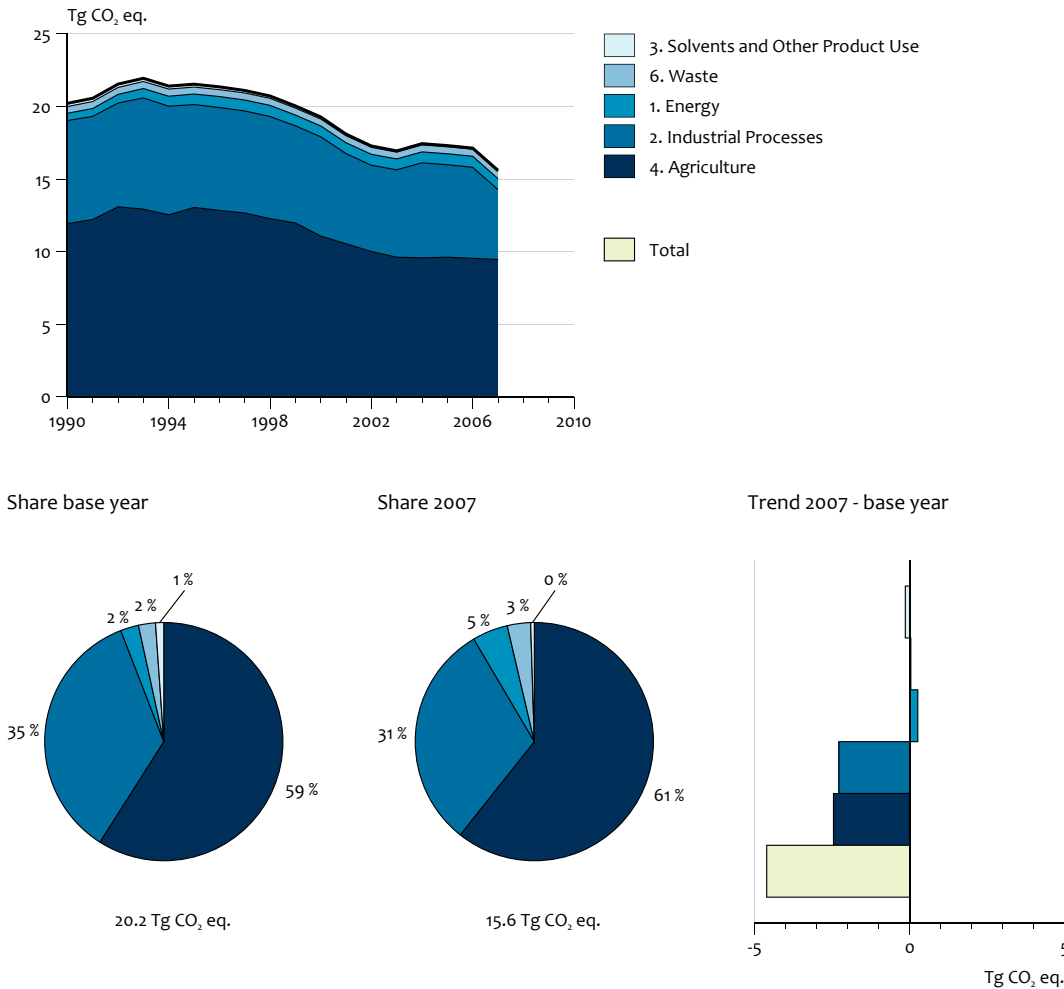 Tg CO₂ eq.
25
20
15
10
5
0
1990 1994 1998 2002 2006 2010
3. Solvents and Other Product Use
6. Waste
1. Energy
2. Industrial Processes
4. Agriculture
Total
Share base year
1 %
2 %
2 %
35 %
59 %
20.2 Tg CO₂ eq.
Share 2007
0 %
3 %
5 %
31 %
61 %
15.6 Tg CO₂ eq.
Trend 2007 - base year
-5 0 5
Tg CO₂ eq.